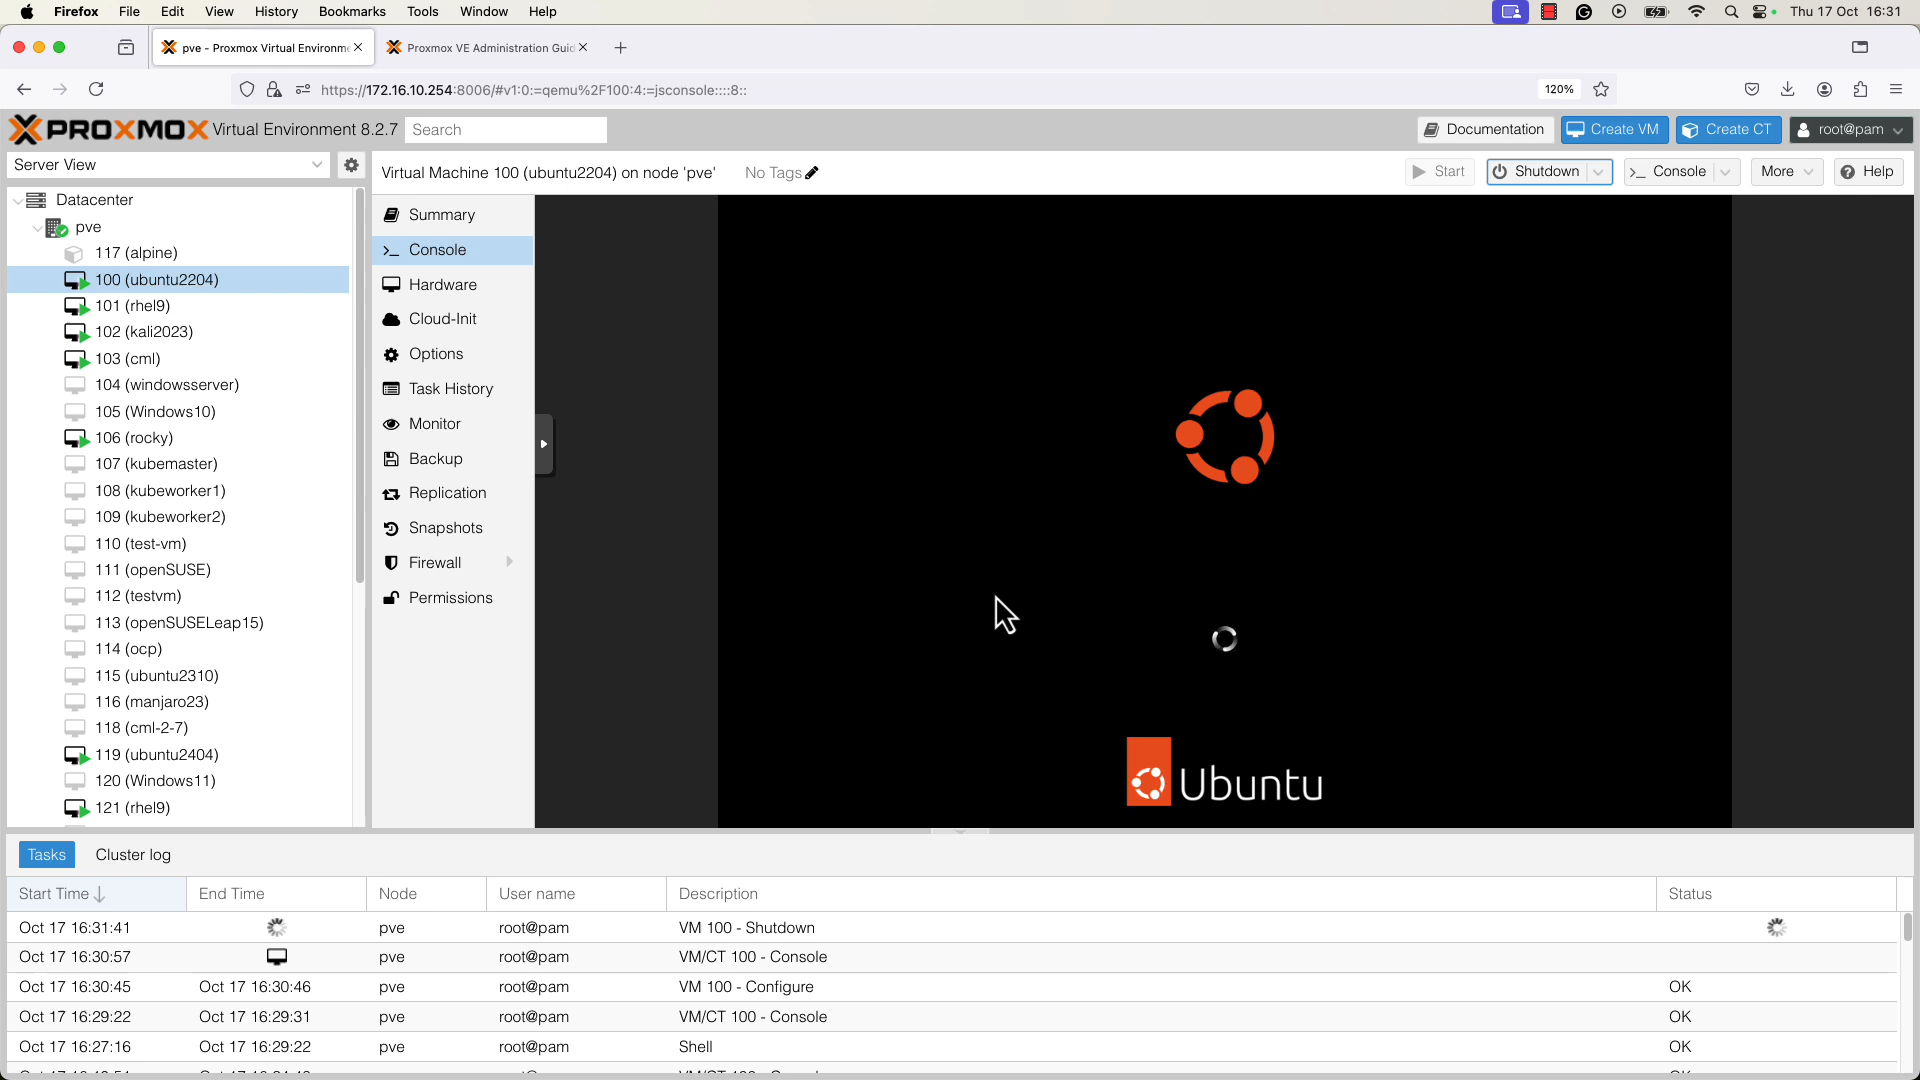 Firefox File Edit View History Bookmarks Tools Window Help Thu 17 Oct 16:31
pve - Proxmox Virtual Environme Proxmox VE Administration Guid
https://172.16.10.254:8006/#v1:0:=qemu%2F100:4:=jsconsole::::8:: 120%
PROXMOX Virtual Environment 8.2.7 Search Documentation Create VM Create CT root@pam
Server View
Virtual Machine 100 (ubuntu2204) on node 'pve' No Tags Start Shutdown Console More Help
Datacenter
pve
117 (alpine)
100 (ubuntu2204)
101 (rhel9)
102 (kali2023)
103 (cml)
104 (windowsserver)
105 (Windows10)
106 (rocky)
107 (kubemaster)
108 (kubeworker1)
109 (kubeworker2)
110 (test-vm)
111 (openSUSE)
112 (testvm)
113 (openSUSELeap15)
114 (ocp)
115 (ubuntu2310)
116 (manjaro23)
118 (cml-2-7)
119 (ubuntu2404)
120 (Windows11)
121 (rhel9)
Summary
Console
Hardware
Cloud-Init
Options
Task History
Monitor
Backup
Replication
Snapshots
Firewall
Permissions
Ubuntu
Tasks Cluster log
Start Time End Time Node User name Description Status
Oct 17 16:31:41 pve root@pam VM 100 - Shutdown
Oct 17 16:30:57 pve root@pam VM/CT 100 - Console
Oct 17 16:30:45 Oct 17 16:30:46 pve root@pam VM 100 - Configure OK
Oct 17 16:29:22 Oct 17 16:29:31 pve root@pam VM/CT 100 - Console OK
Oct 17 16:27:16 Oct 17 16:29:22 pve root@pam Shell OK